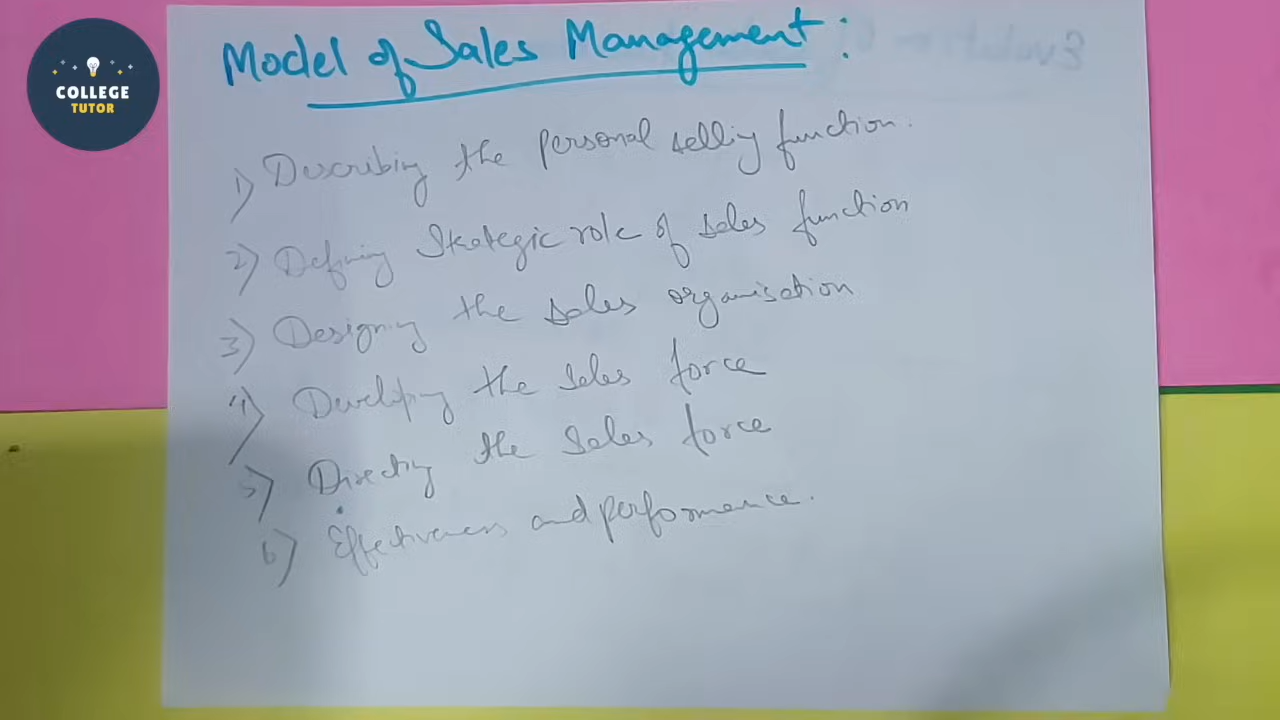 COLLEGE
TUTOR
Model of Sales Management :
1) Describing the personal selling function.
2) Defining Strategic role of sales function
3) Designing the sales organisation
4) Developing the sales force
5) Directing the sales force
6) Effectiveness and performance.